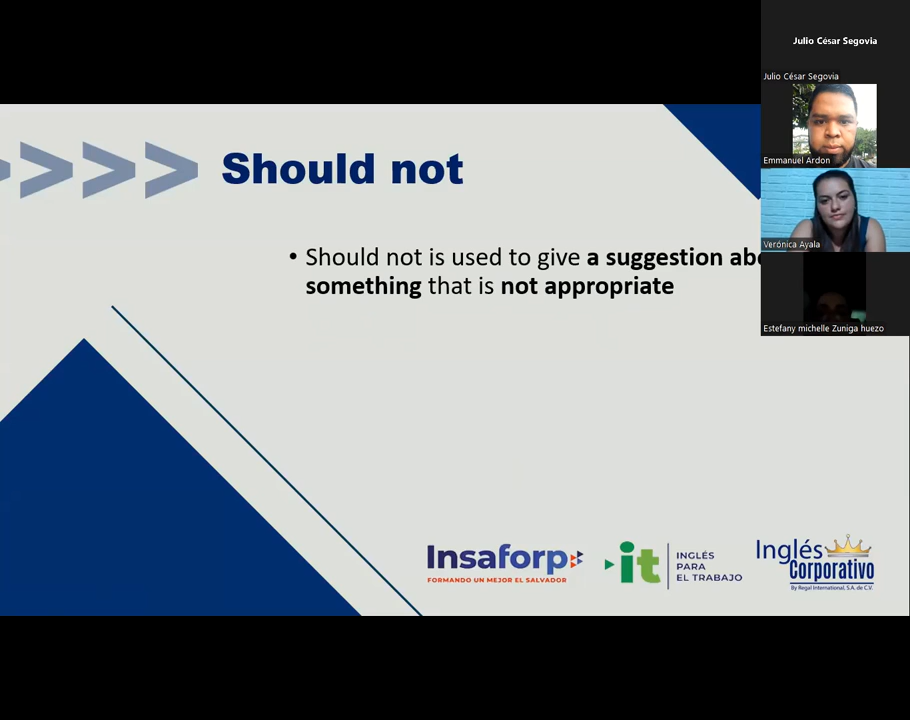 Julio César Segovia
Julio César Segovia
Emmanuel Ardon
Verónica Ayala
Estefany michelle Zuniga huezo
>>>> Should not
• Should not is used to give a suggestion
something that is not appropriate
Insaforp
FORMANDO UN MEJOR EL SALVADOR
it
INGLÉS
PARA
EL TRABAJO
Inglés
Corporativo
By Regal International, S.A. de C.V.